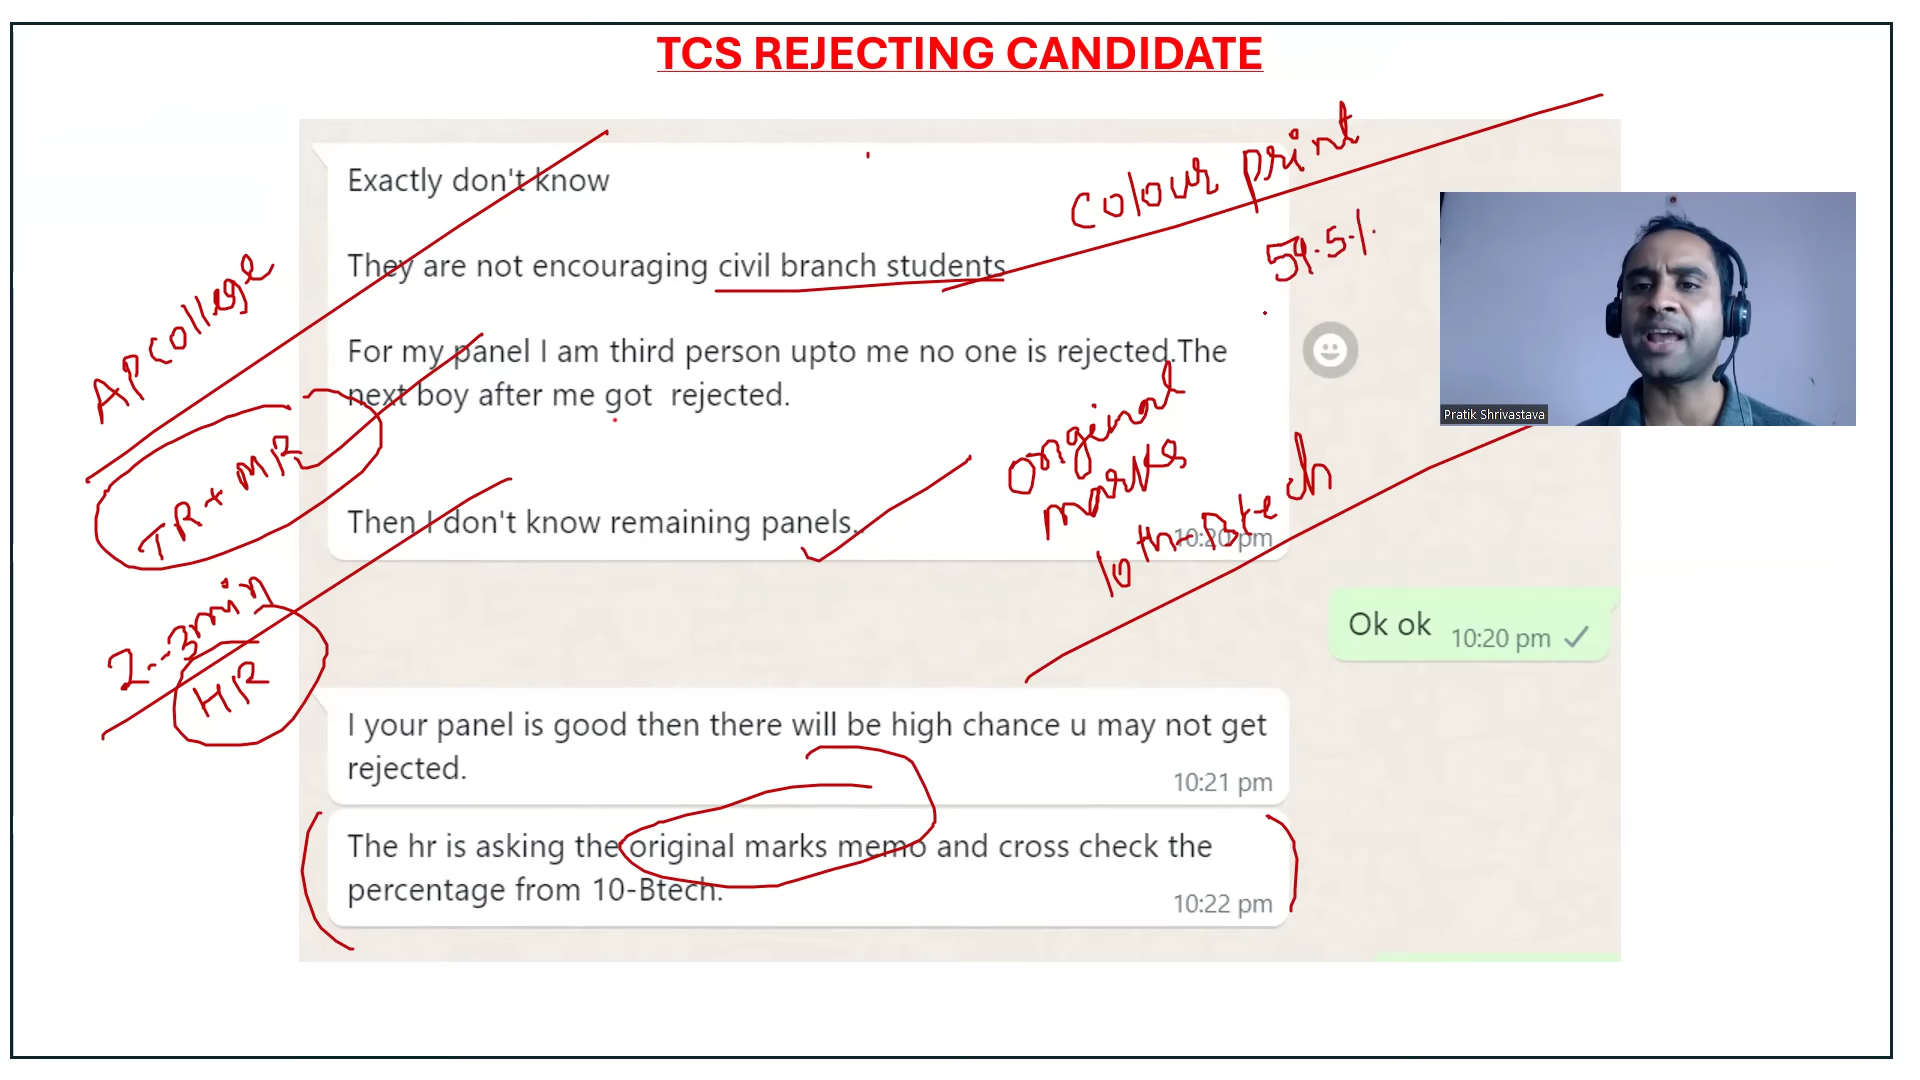 TCS REJECTING CANDIDATE
Exactly don't know
They are not encouraging civil branch students
For my panel I am third person upto me no one is rejected.The
next boy after me got rejected.
Then I don't know remaining panels.
10:20 pm
Colour print
59.5%
AP College
TR + MR
2--3 min
HR
Original
marks
10th-Btech
Pratik Shrivastava
Ok ok 10:20 pm
I your panel is good then there will be high chance u may not get
rejected.
10:21 pm
The hr is asking the original marks memo and cross check the
percentage from 10-Btech.
10:22 pm